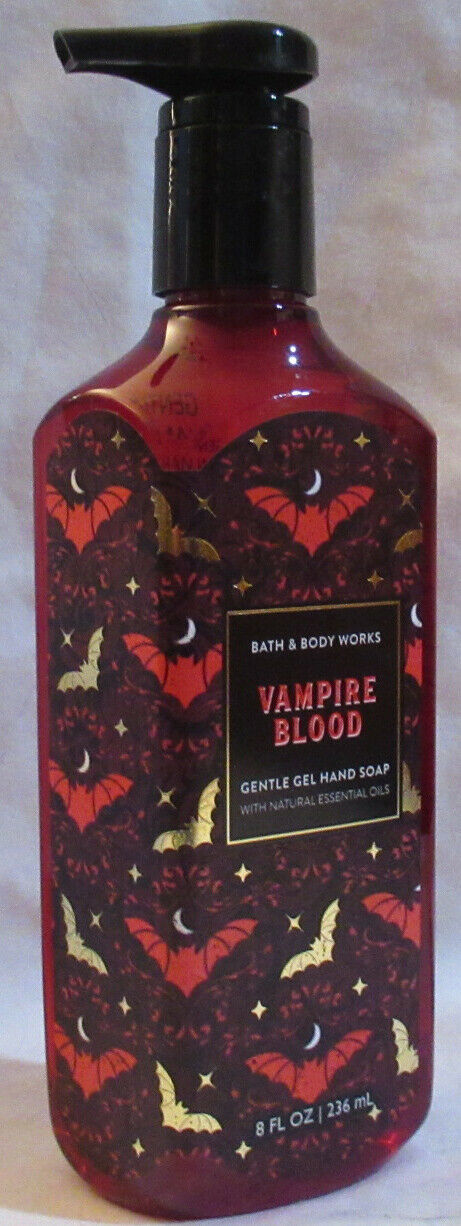 BATH & BODY WORKS
VAMPIRE
BLOOD
GENTLE GEL HAND SOAP
WITH NATURAL ESSENTIAL OILS
8 FL OZ | 236 mL